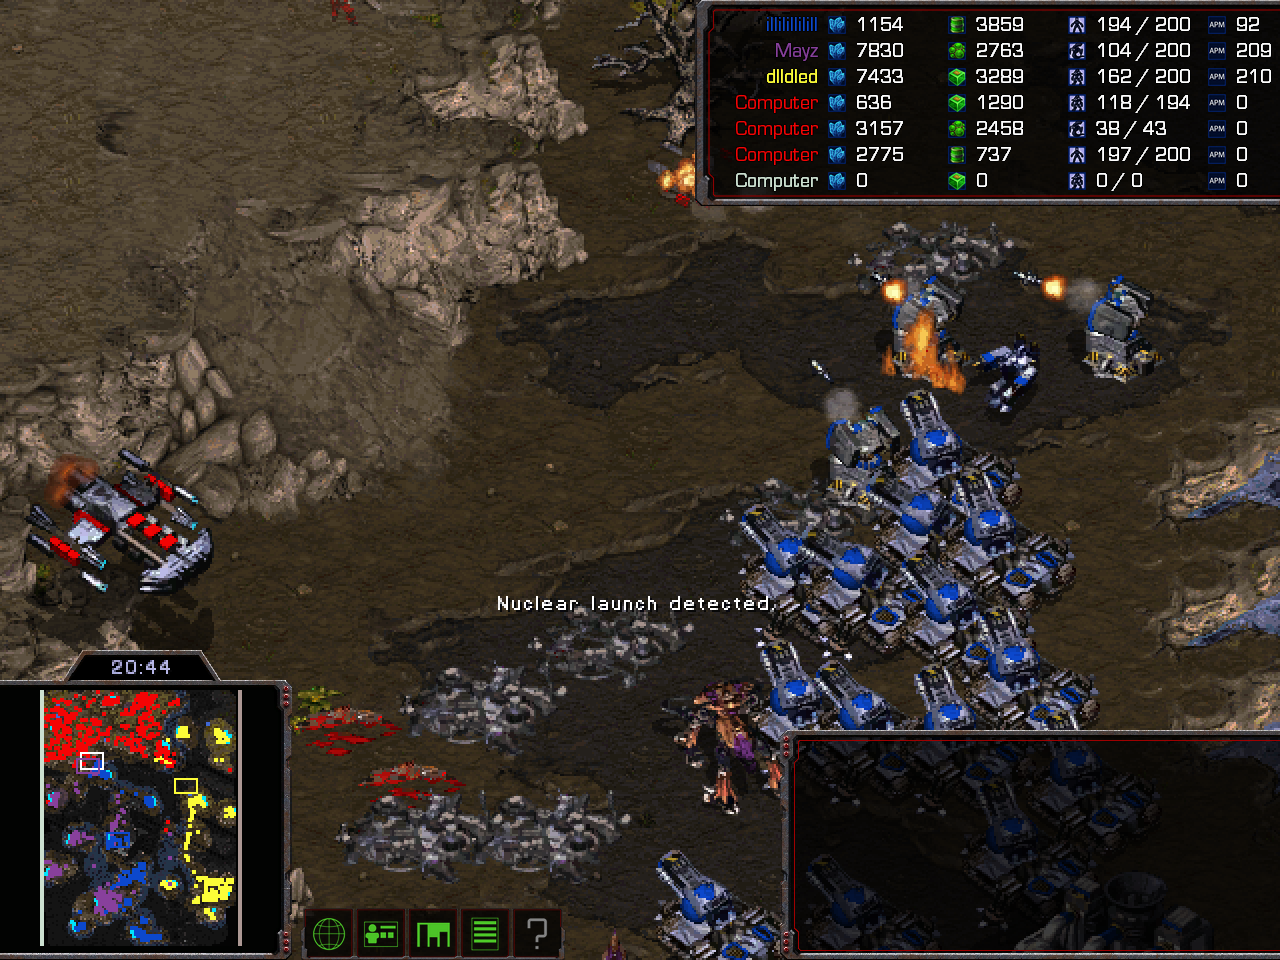 Mayz 7830 2763 104/200 APM 209
dlldled 7433 3289 162/200 APM 210
Computer 636 1290 118/194 APM 0
Computer 3157 2458 38/43 APM 0
Computer 2775 737 197/200 APM 0
Computer 0 0 0/0 APM 0
1154 3859 194/200 APM 92
Nuclear launch detected.
20:44
?